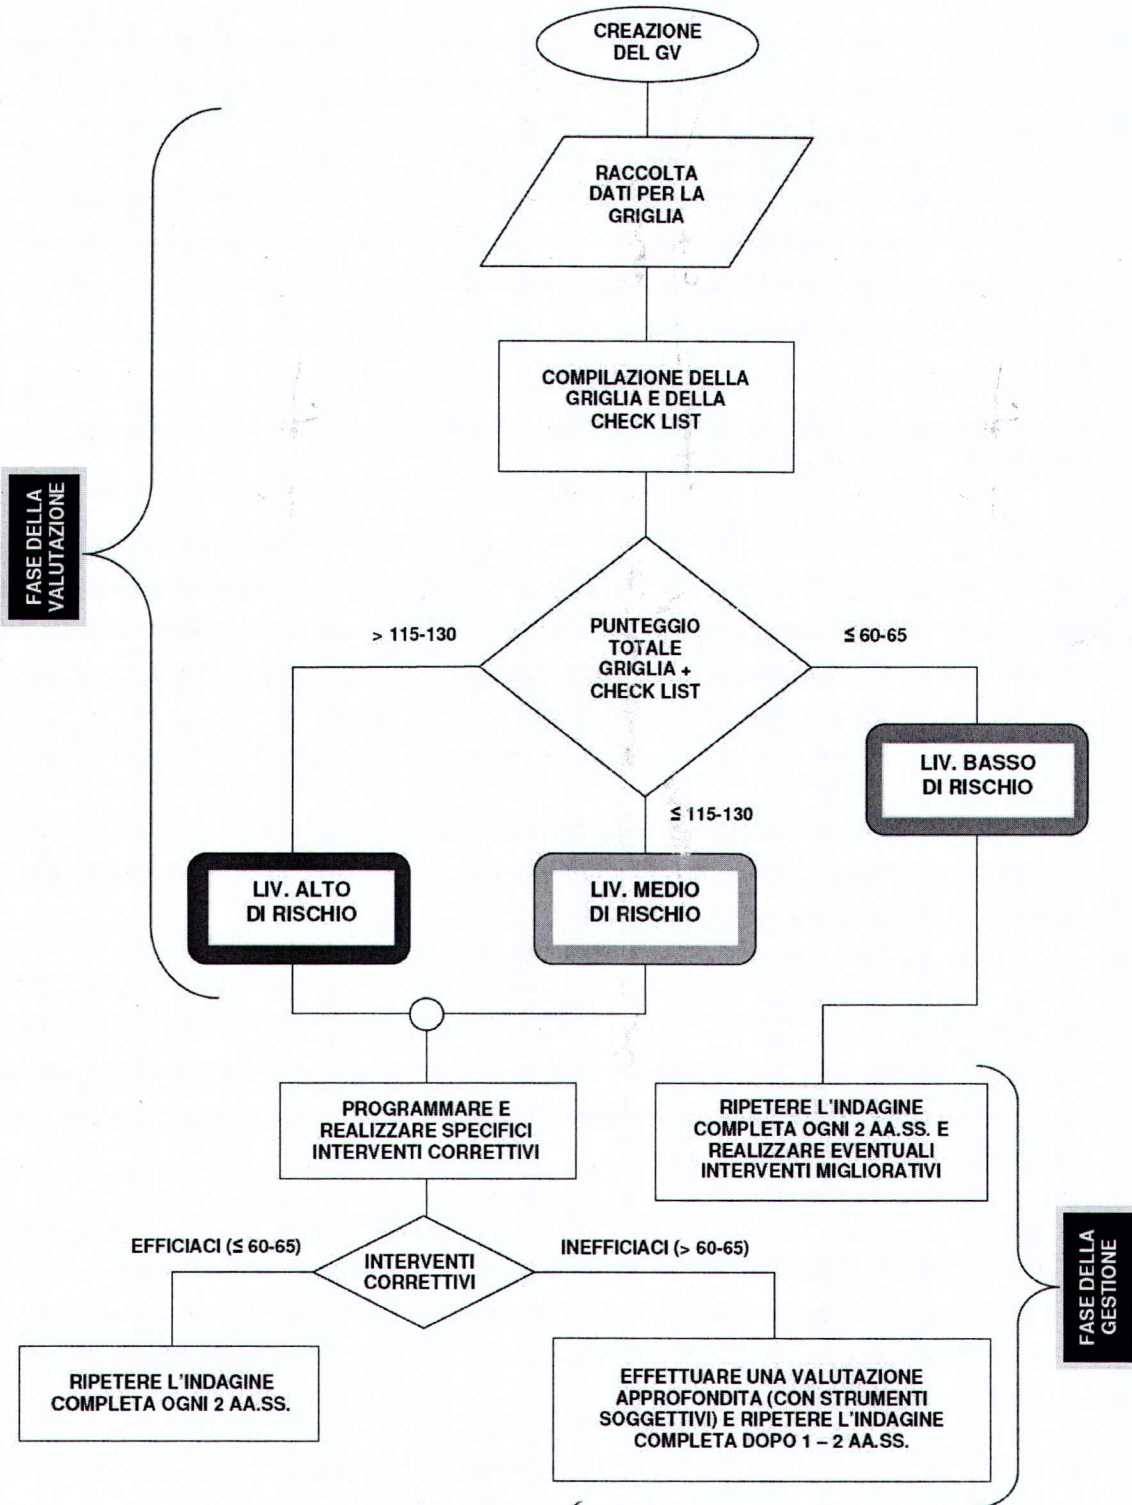 CREAZIONE
DEL GV
RACCOLTA
DATI PER LA
GRIGLIA
COMPILAZIONE DELLA
GRIGLIA E DELLA
CHECK LIST
FASE DELLA
VALUTAZIONE
> 115-130
PUNTEGGIO
TOTALE
GRIGLIA +
CHECK LIST
≤ 60-65
LIV. BASSO
DI RISCHIO
≤ 115-130
LIV. ALTO
DI RISCHIO
LIV. MEDIO
DI RISCHIO
PROGRAMMARE E
REALIZZARE SPECIFICI
INTERVENTI CORRETTIVI
RIPETERE L'INDAGINE
COMPLETA OGNI 2 AA.SS. E
REALIZZARE EVENTUALI
INTERVENTI MIGLIORATIVI
EFFICIACI (≤ 60-65)
INTERVENTI
CORRETTIVI
INEFFICIACI (> 60-65)
FASE DELLA
GESTIONE
RIPETERE L'INDAGINE
COMPLETA OGNI 2 AA.SS.
EFFETTUARE UNA VALUTAZIONE
APPROFONDITA (CON STRUMENTI
SOGGETTIVI) E RIPETERE L'INDAGINE
COMPLETA DOPO 1 – 2 AA.SS.